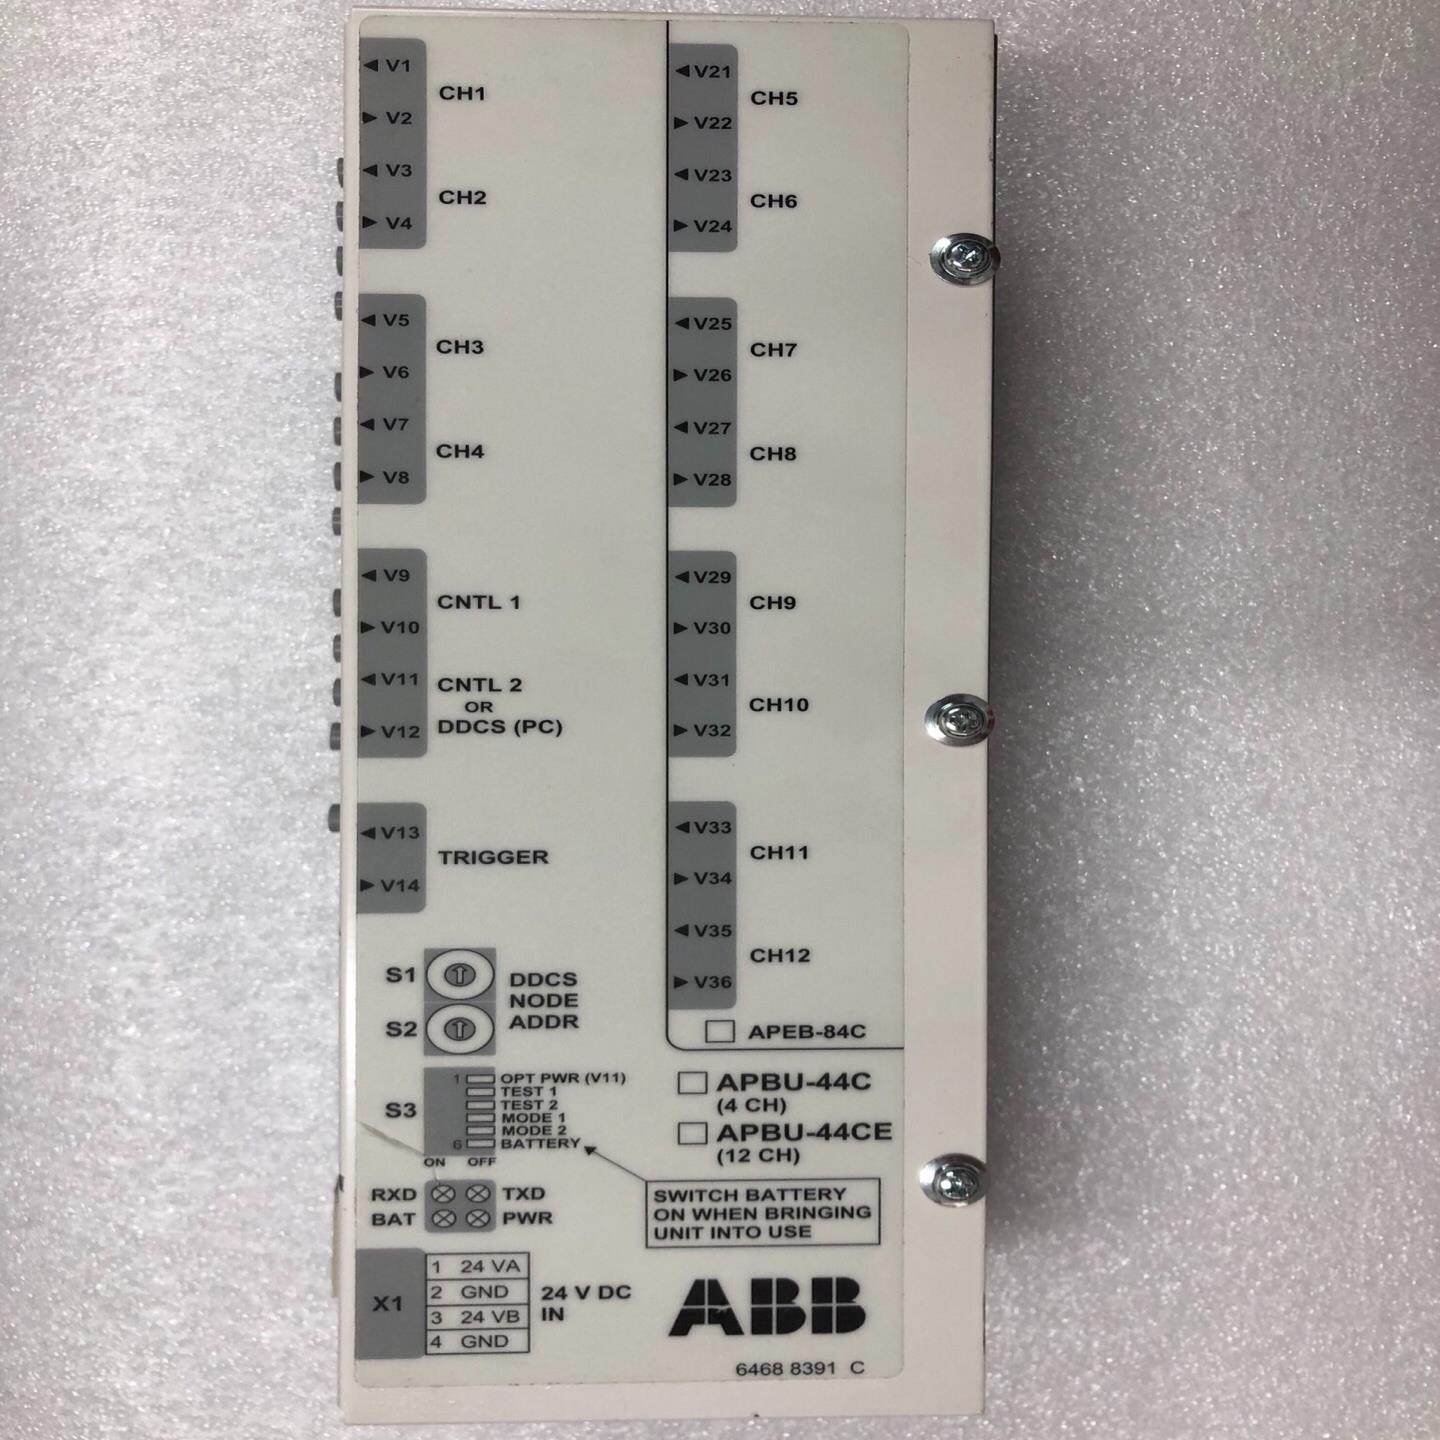 ◄ V1
CH1
► V2
◄ V3
CH2
► V4
◄ V5
CH3
► V6
◄ V7
CH4
► V8
◄ V9
CNTL 1
► V10
◄ V11
CNTL 2
OR
DDCS (PC)
► V12
◄ V13
TRIGGER
► V14
S1
S2
DDCS
NODE
ADDR
S3
1 OPT PWR (V11)
TEST 1
TEST 2
MODE 1
MODE 2
6 BATTERY
ON OFF
RXD TXD
BAT PWR
X1
1 24 VA
2 GND
3 24 VB
4 GND
24 V DC
IN
◄ V21
CH5
► V22
◄ V23
CH6
► V24
◄ V25
CH7
► V26
◄ V27
CH8
► V28
◄ V29
CH9
► V30
◄ V31
CH10
► V32
◄ V33
CH11
► V34
◄ V35
CH12
► V36
APEB-84C
APBU-44C
(4 CH)
APBU-44CE
(12 CH)
SWITCH BATTERY
ON WHEN BRINGING
UNIT INTO USE
ABB
6468 8391 C